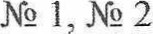 № 1, № 2